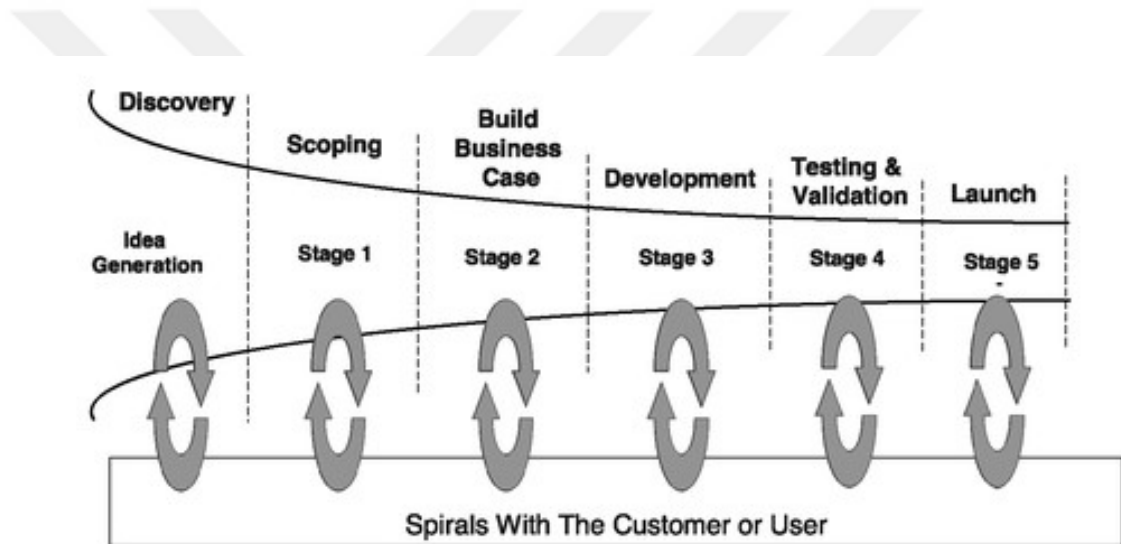 Discovery
Scoping
Build
Business
Case
Development
Testing &
Validation
Launch
Idea
Generation
Stage 1
Stage 2
Stage 3
Stage 4
Stage 5
Spirals With The Customer or User